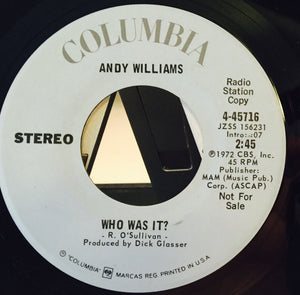 COLUMBIA
ANDY WILLIAMS
Radio
Station
Copy
4-45716
JZSS 156231
Intro::07
STEREO
2:45
℗1972 CBS, Inc.
45 RPM
Publisher:
MAM (Music Pub.)
Corp. (ASCAP)
Not For
Sale
WHO WAS IT?
- R. O'Sullivan -
Produced by Dick Glasser
® "COLUMBIA", MARCAS REG. PRINTED IN U.S.A.